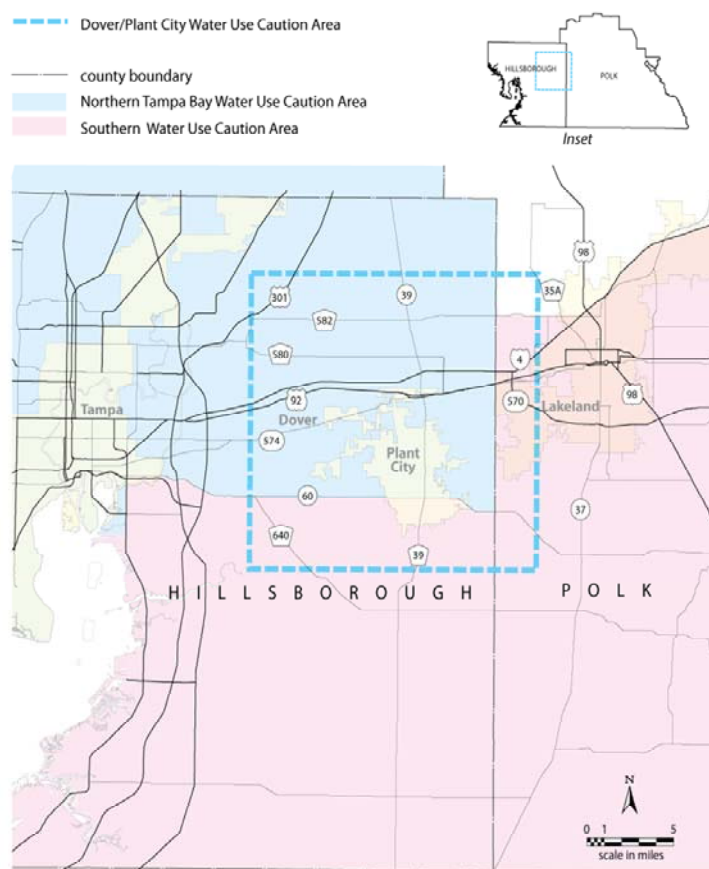 Dover/Plant City Water Use Caution Area
county boundary
Northern Tampa Bay Water Use Caution Area
Southern Water Use Caution Area
HILLSBOROUGH
POLK
Inset
98
35A
301
39
582
580
4
92
570
98
Tampa
Dover
Lakeland
574
Plant
City
60
37
640
39
HILLSBOROUGH
POLK
N
0 1 5
scale in miles